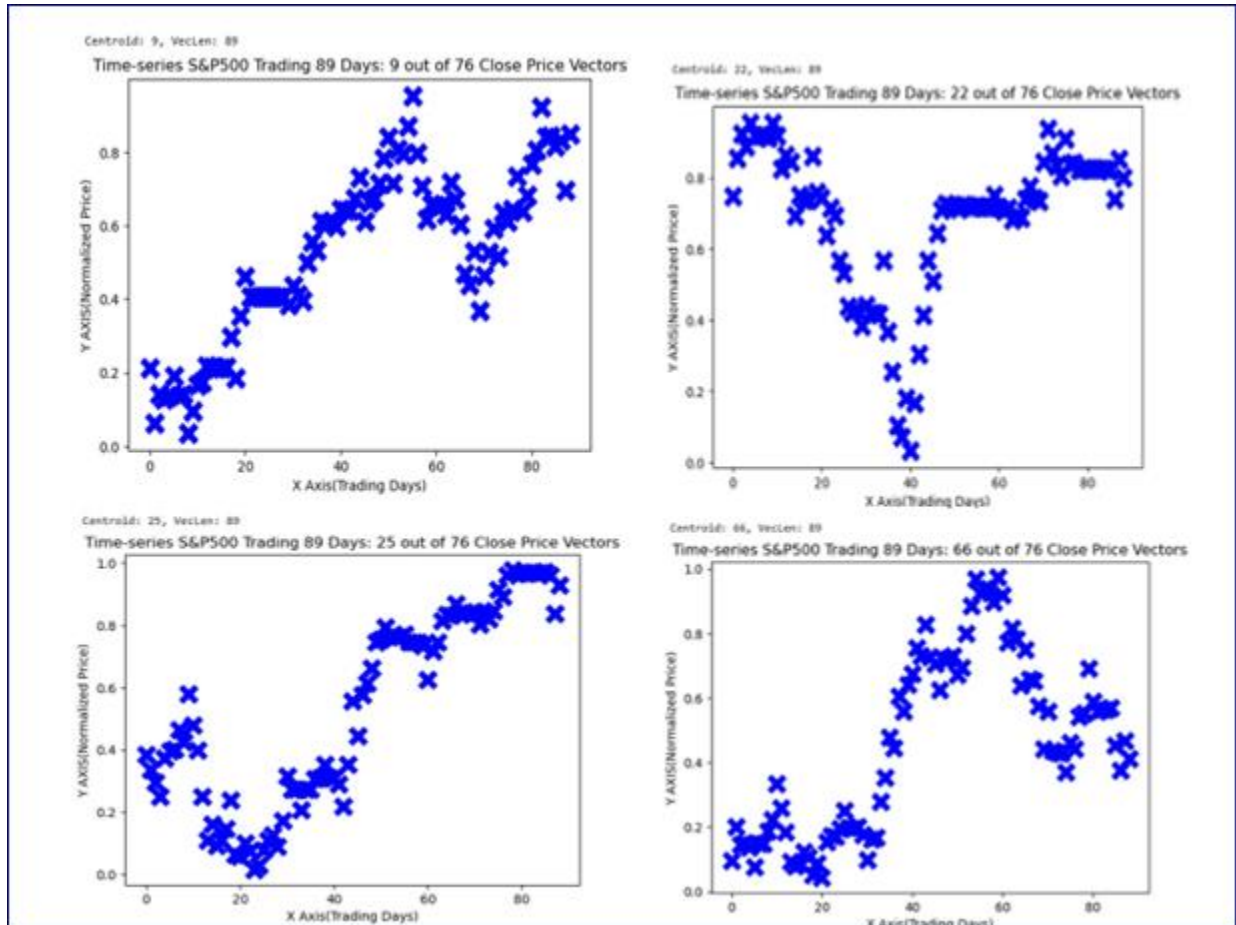 Centroid: 9, VecLen: 89
Time-series S&P500 Trading 89 Days: 9 out of 76 Close Price Vectors
Y AXIS(Normalized Price)
0.8
0.6
0.4
0.2
0.0
0 20 40 60 80
X Axis(Trading Days)
Centroid: 22, VecLen: 89
Time-series S&P500 Trading 89 Days: 22 out of 76 Close Price Vectors
Y AXIS(Normalized Price)
0.8
0.6
0.4
0.2
0.0
0 20 40 60 80
X Axis(Trading Days)
Centroid: 25, VecLen: 89
Time-series S&P500 Trading 89 Days: 25 out of 76 Close Price Vectors
Y AXIS(Normalized Price)
1.0
0.8
0.6
0.4
0.2
0.0
0 20 40 60 80
X Axis(Trading Days)
Centroid: 66, VecLen: 89
Time-series S&P500 Trading 89 Days: 66 out of 76 Close Price Vectors
Y AXIS(Normalized Price)
1.0
0.8
0.6
0.4
0.2
0.0
0 20 40 60 80
X Axis(Trading Days)